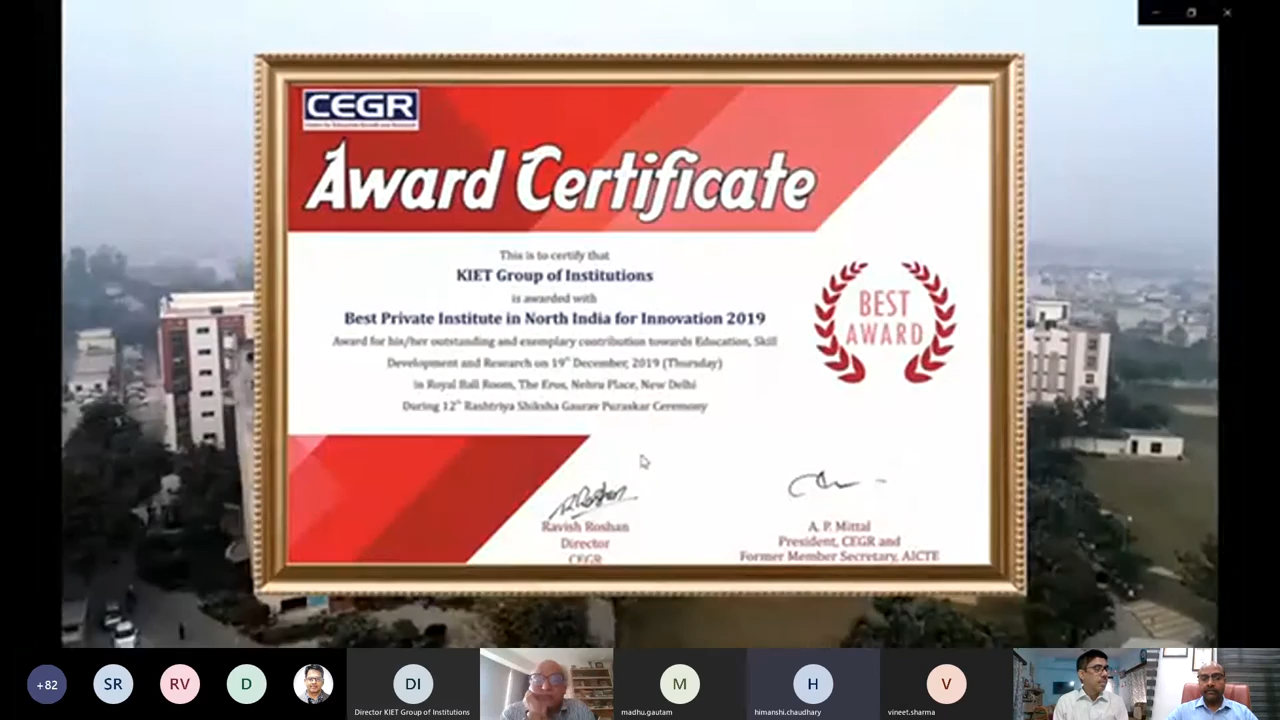 CEGR
Award Certificate
This is to certify that
KIET Group of Institutions
is awarded with
Best Private Institute in North India for Innovation 2019
Award for his/her outstanding and exemplary contribution towards Education, Skill
Development and Research on 19th December, 2019 (Thursday)
in Royal Ball Room, The Eros, Nehru Place, New Delhi
During 12th Rashtriya Shiksha Gaurav Puraskar Ceremony
BEST
AWARD
Ravish Roshan
Director
CEGR
A. P. Mittal
President, CEGR and
Former Member Secretary, AICTE
+82
SR
RV
D
DI
Director KIET Group of Institutions
M
madhu.gautam
H
himanshi.chaudhary
V
vineet.sharma